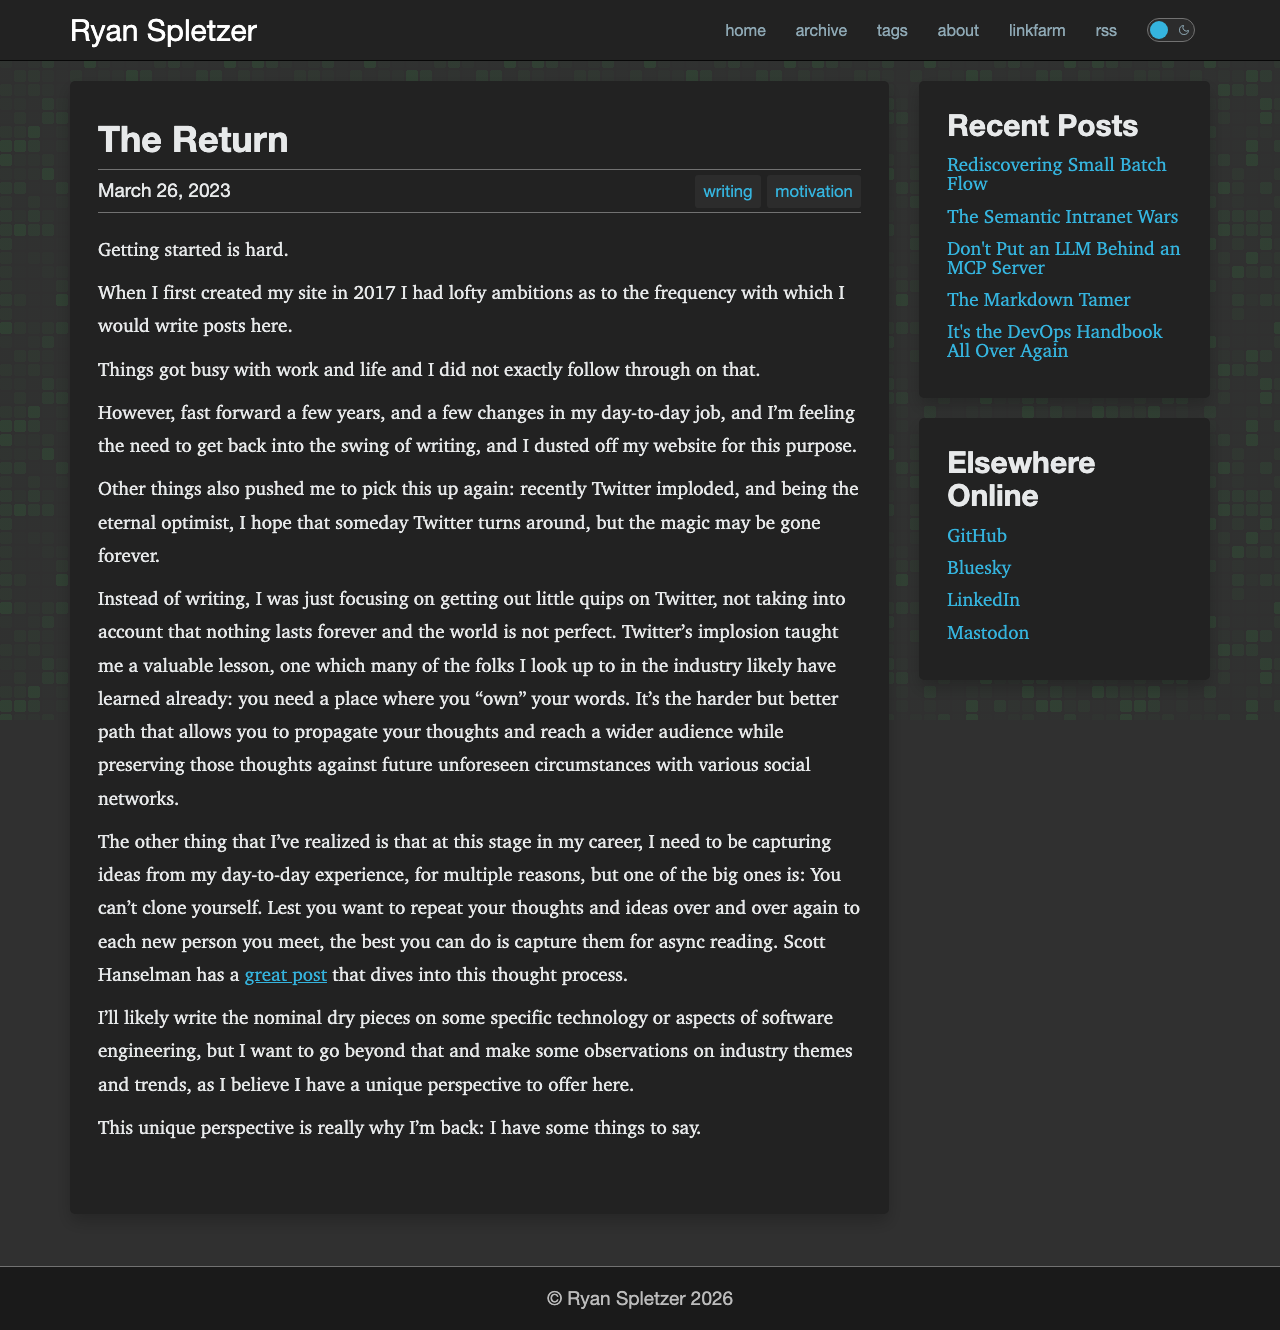 Ryan Spletzer
home archive tags about linkfarm rss
The Return
March 26, 2023
writing motivation
Getting started is hard.
When I first created my site in 2017 I had lofty ambitions as to the frequency with which I
would write posts here.
Things got busy with work and life and I did not exactly follow through on that.
However, fast forward a few years, and a few changes in my day-to-day job, and I’m feeling
the need to get back into the swing of writing, and I dusted off my website for this purpose.
Other things also pushed me to pick this up again: recently Twitter imploded, and being the
eternal optimist, I hope that someday Twitter turns around, but the magic may be gone
forever.
Instead of writing, I was just focusing on getting out little quips on Twitter, not taking into
account that nothing lasts forever and the world is not perfect. Twitter’s implosion taught
me a valuable lesson, one which many of the folks I look up to in the industry likely have
learned already: you need a place where you “own” your words. It’s the harder but better
path that allows you to propagate your thoughts and reach a wider audience while
preserving those thoughts against future unforeseen circumstances with various social
networks.
The other thing that I’ve realized is that at this stage in my career, I need to be capturing
ideas from my day-to-day experience, for multiple reasons, but one of the big ones is: You
can’t clone yourself. Lest you want to repeat your thoughts and ideas over and over again to
each new person you meet, the best you can do is capture them for async reading. Scott
Hanselman has a great post that dives into this thought process.
I’ll likely write the nominal dry pieces on some specific technology or aspects of software
engineering, but I want to go beyond that and make some observations on industry themes
and trends, as I believe I have a unique perspective to offer here.
This unique perspective is really why I’m back: I have some things to say.
Recent Posts
Rediscovering Small Batch
Flow
The Semantic Intranet Wars
Don't Put an LLM Behind an
MCP Server
The Markdown Tamer
It's the DevOps Handbook
All Over Again
Elsewhere
Online
GitHub
Bluesky
LinkedIn
Mastodon
© Ryan Spletzer 2026